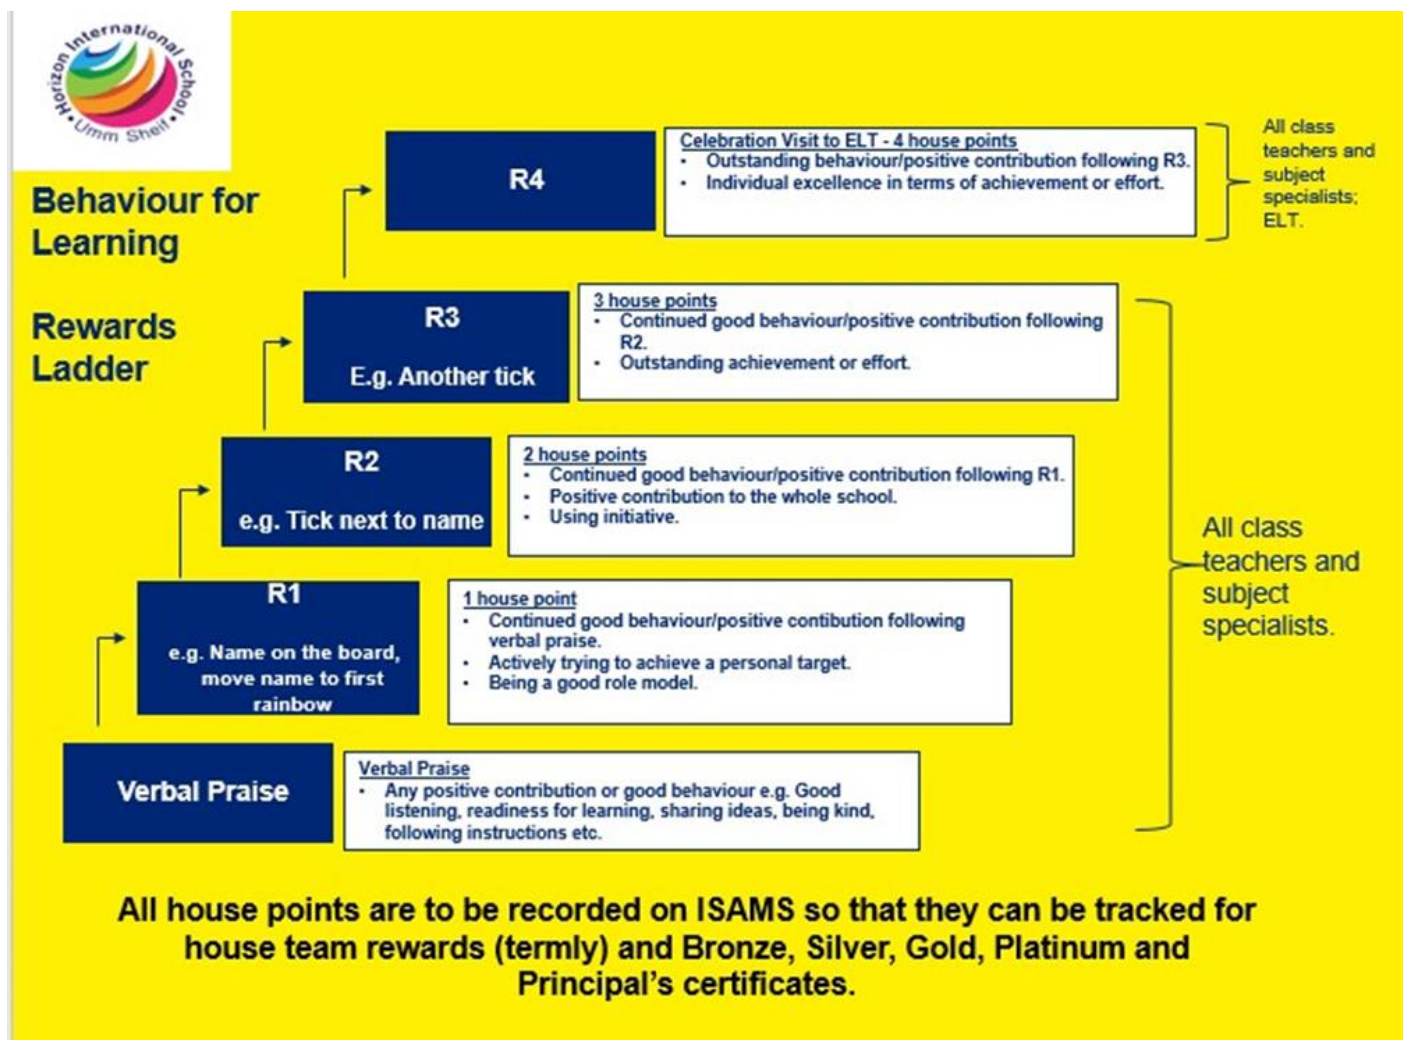 Horizon International School
Umm Sheif
Behaviour for
Learning
Rewards
Ladder
R4
Celebration Visit to ELT - 4 house points
• Outstanding behaviour/positive contribution following R3.
• Individual excellence in terms of achievement or effort.
All class
teachers and
subject
specialists;
ELT.
R3
E.g. Another tick
3 house points
• Continued good behaviour/positive contribution following
R2.
• Outstanding achievement or effort.
R2
e.g. Tick next to name
2 house points
• Continued good behaviour/positive contribution following R1.
• Positive contribution to the whole school.
• Using initiative.
All class
teachers and
subject
specialists.
R1
e.g. Name on the board,
move name to first
rainbow
1 house point
• Continued good behaviour/positive contibution following
verbal praise.
• Actively trying to achieve a personal target.
• Being a good role model.
Verbal Praise
Verbal Praise
• Any positive contribution or good behaviour e.g. Good
listening, readiness for learning, sharing ideas, being kind,
following instructions etc.
All house points are to be recorded on ISAMS so that they can be tracked for
house team rewards (termly) and Bronze, Silver, Gold, Platinum and
Principal's certificates.